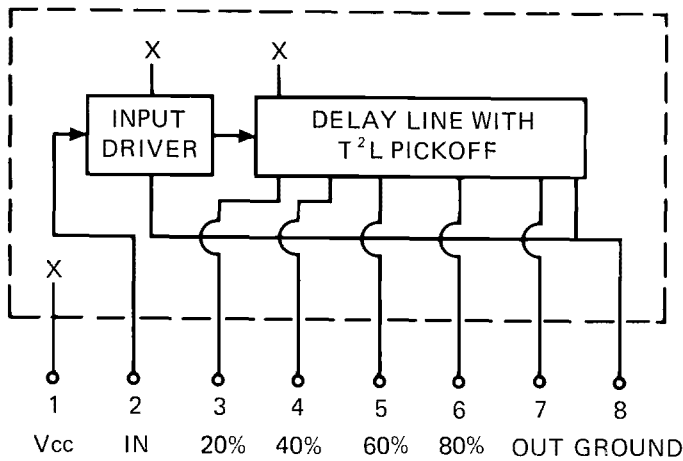 X X
INPUT
DRIVER
DELAY LINE WITH
T²L PICKOFF
X
1 2 3 4 5 6 7 8
Vcc IN 20% 40% 60% 80% OUT GROUND